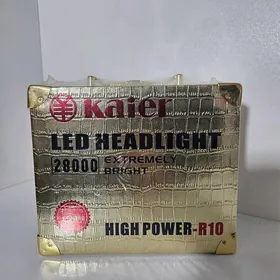 Kaier
LED HEADLIGHT
28000 EXTREMELY
BRIGHT
HIGH POWER-R10